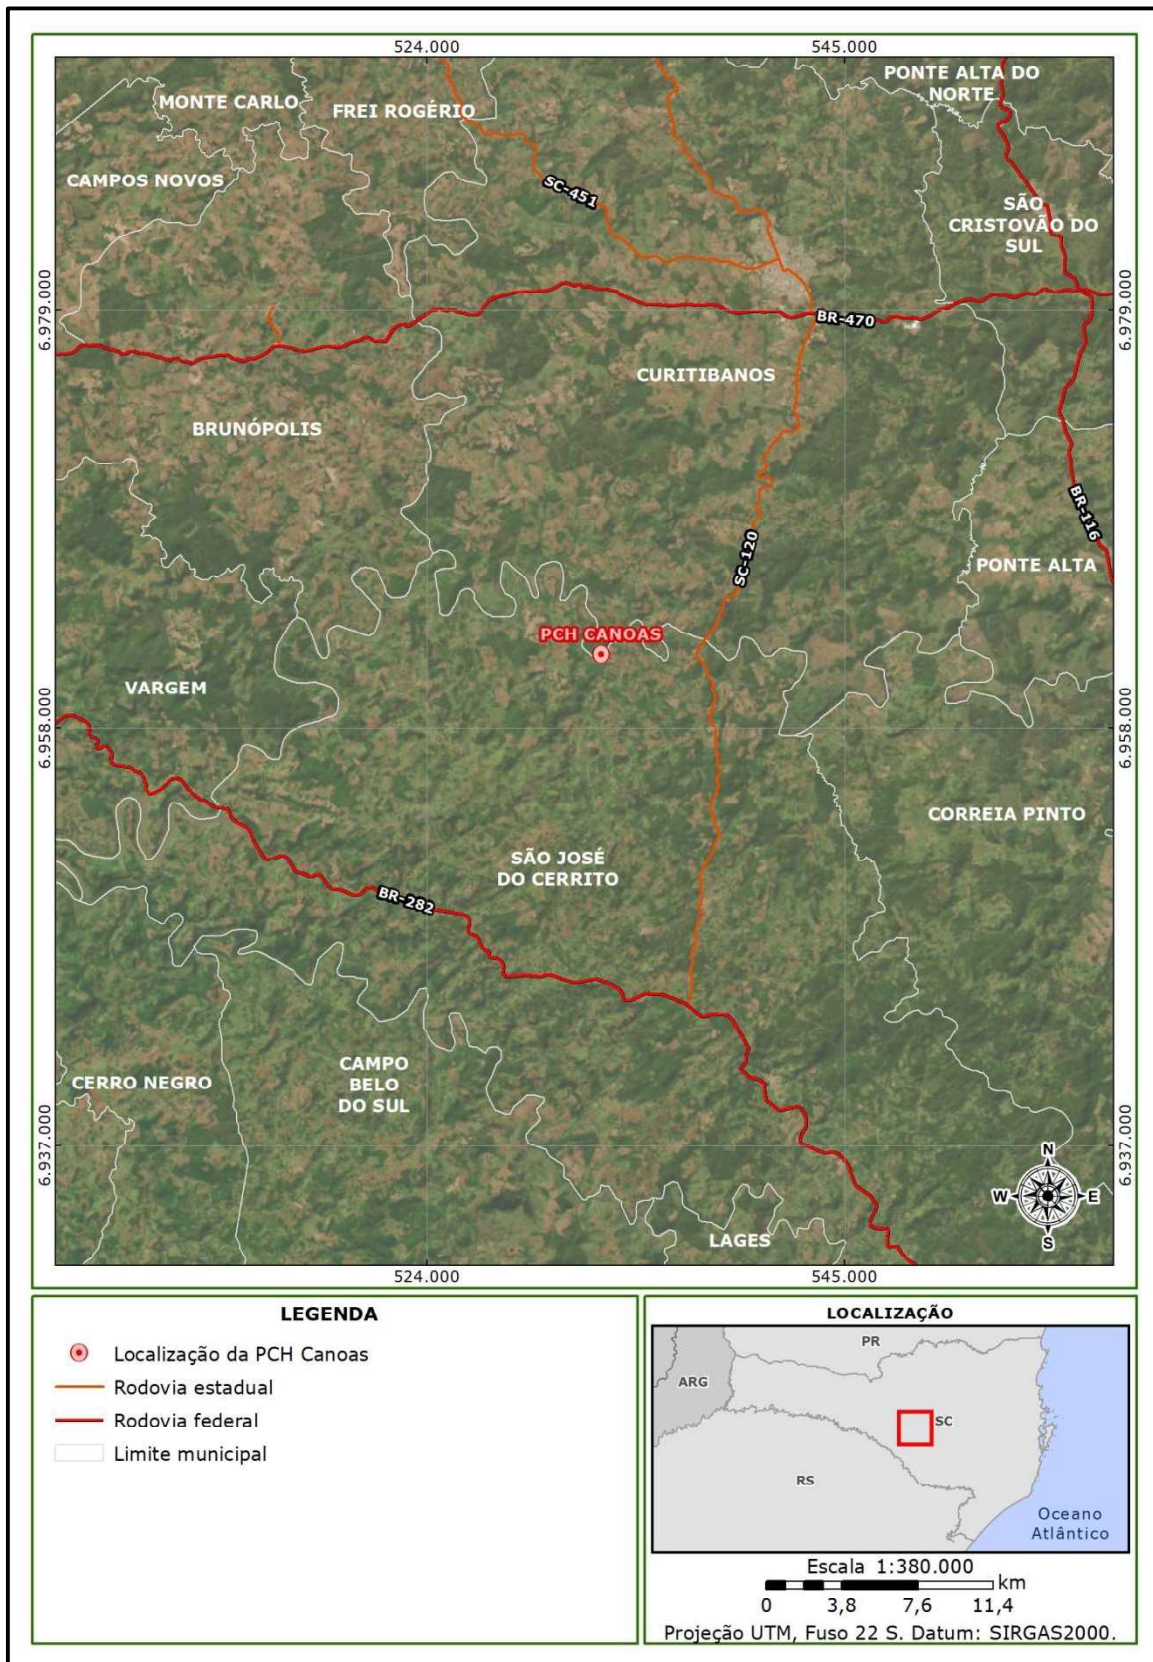 524.000
545.000
PONTE ALTA DO
NORTE
MONTE CARLO
FREI ROGÉRIO
CAMPOS NOVOS
SC-451
SÃO
CRISTOVÃO DO
SUL
6.979.000
6.979.000
BR-470
CURITIBANOS
BRUNÓPOLIS
BR-116
SC-120
PONTE ALTA
PCH CANOAS
VARGEM
6.958.000
6.958.000
CORREIA PINTO
SÃO JOSÉ
DO CERRITO
BR-282
CAMPO
BELO
DO SUL
CERRO NEGRO
6.937.000
6.937.000
N
W
E
S
LAGES
524.000
545.000
LEGENDA
Localização da PCH Canoas
Rodovia estadual
Rodovia federal
Limite municipal
LOCALIZAÇÃO
PR
ARG
SC
RS
Oceano
Atlântico
Escala 1:380.000
km
0 3,8 7,6 11,4
Projeção UTM, Fuso 22 S. Datum: SIRGAS2000.